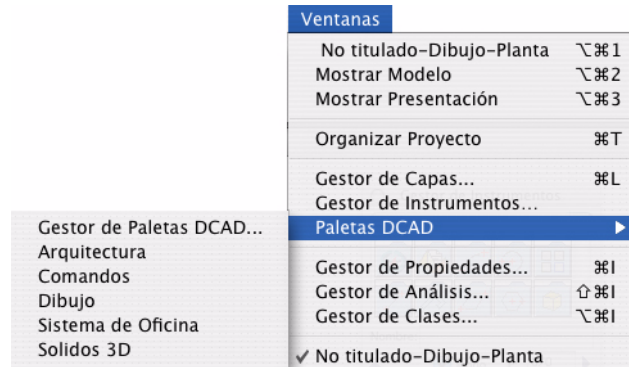 Ventanas
No titulado-Dibujo-Planta ⌥⌘1
Mostrar Modelo ⌥⌘2
Mostrar Presentación ⌥⌘3
Organizar Proyecto ⌘T
Gestor de Capas... ⌘L
Gestor de Instrumentos...
Paletas DCAD
Gestor de Propiedades... ⌘I
Gestor de Análisis... ⇧⌘I
Gestor de Clases... ⌥⌘I
✓ No titulado-Dibujo-Planta
Gestor de Paletas DCAD...
Arquitectura
Comandos
Dibujo
Sistema de Oficina
Solidos 3D